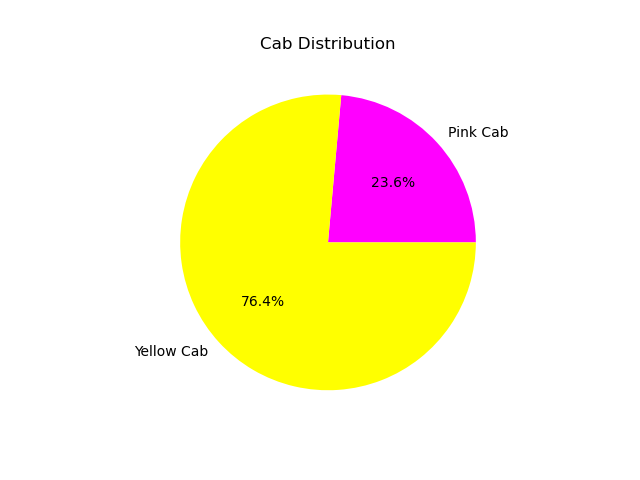 Cab Distribution
Pink Cab
23.6%
76.4%
Yellow Cab